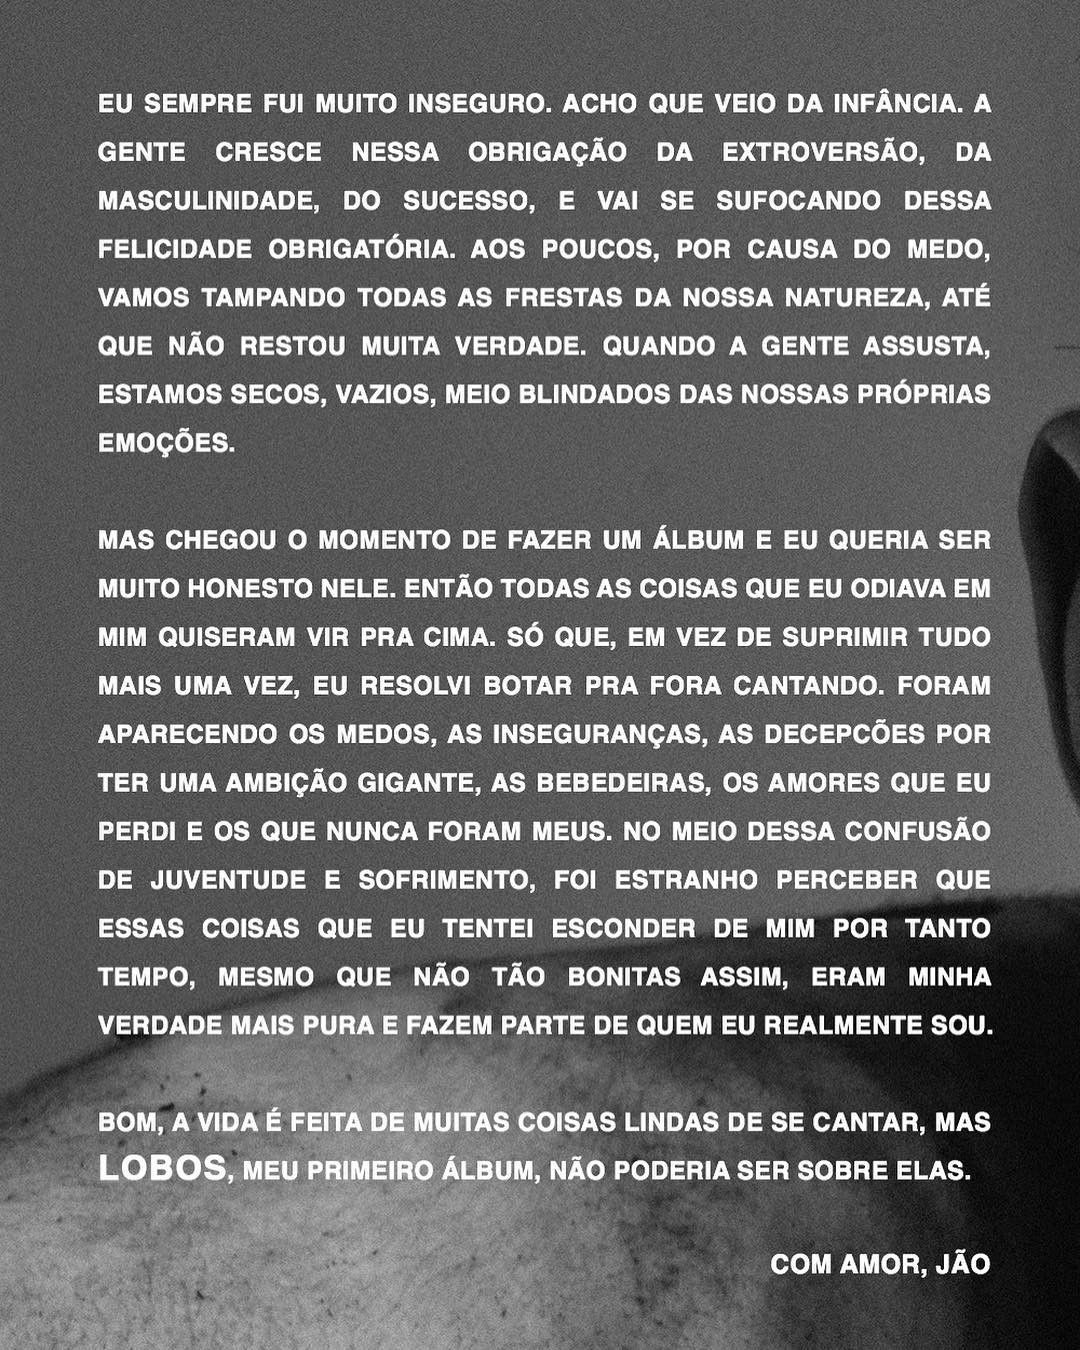 EU SEMPRE FUI MUITO INSEGURO. ACHO QUE VEIO DA INFÂNCIA. A
GENTE CRESCE NESSA OBRIGAÇÃO DA EXTROVERSÃO, DA
MASCULINIDADE, DO SUCESSO, E VAI SE SUFOCANDO DESSA
FELICIDADE OBRIGATÓRIA. AOS POUCOS, POR CAUSA DO MEDO,
VAMOS TAMPANDO TODAS AS FRESTAS DA NOSSA NATUREZA, ATÉ
QUE NÃO RESTOU MUITA VERDADE. QUANDO A GENTE ASSUSTA,
ESTAMOS SECOS, VAZIOS, MEIO BLINDADOS DAS NOSSAS PRÓPRIAS
EMOÇÕES.
MAS CHEGOU O MOMENTO DE FAZER UM ÁLBUM E EU QUERIA SER
MUITO HONESTO NELE. ENTÃO TODAS AS COISAS QUE EU ODIAVA EM
MIM QUISERAM VIR PRA CIMA. SÓ QUE, EM VEZ DE SUPRIMIR TUDO
MAIS UMA VEZ, EU RESOLVI BOTAR PRA FORA CANTANDO. FORAM
APARECENDO OS MEDOS, AS INSEGURANÇAS, AS DECEPCÕES POR
TER UMA AMBIÇÃO GIGANTE, AS BEBEDEIRAS, OS AMORES QUE EU
PERDI E OS QUE NUNCA FORAM MEUS. NO MEIO DESSA CONFUSÃO
DE JUVENTUDE E SOFRIMENTO, FOI ESTRANHO PERCEBER QUE
ESSAS COISAS QUE EU TENTEI ESCONDER DE MIM POR TANTO
TEMPO, MESMO QUE NÃO TÃO BONITAS ASSIM, ERAM MINHA
VERDADE MAIS PURA E FAZEM PARTE DE QUEM EU REALMENTE SOU.
BOM, A VIDA É FEITA DE MUITAS COISAS LINDAS DE SE CANTAR, MAS
LOBOS, MEU PRIMEIRO ÁLBUM, NÃO PODERIA SER SOBRE ELAS.
COM AMOR, JÃO